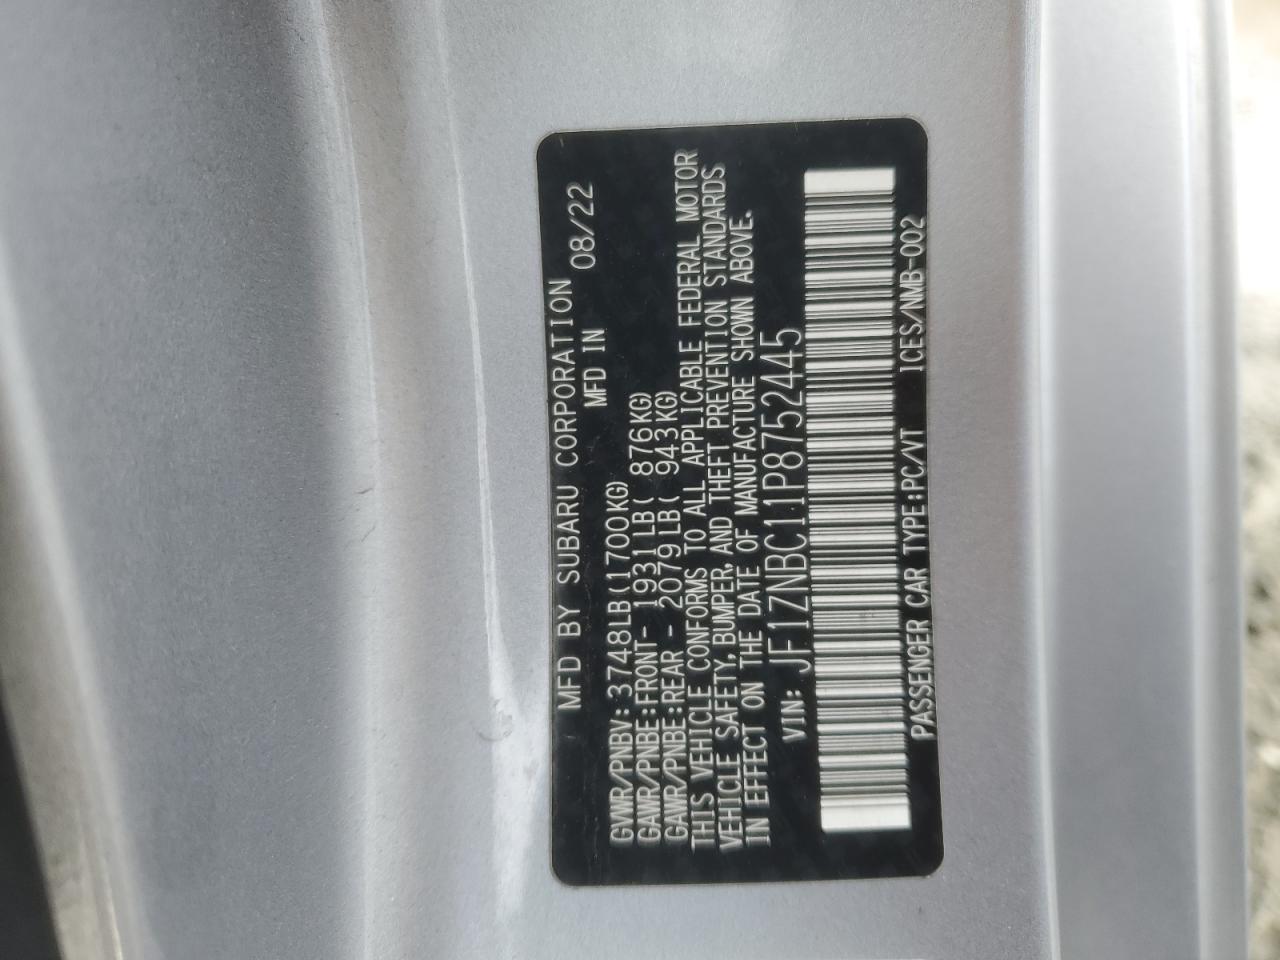 MFD BY SUBARU CORPORATION
MFD IN 08/22
GVWR/PNBV: 3748LB(1700KG)
GAWR/PNBE:FRONT- 1931LB( 876KG)
GAWR/PNBE:REAR - 2079LB( 943KG)
THIS VEHICLE CONFORMS TO ALL APPLICABLE FEDERAL MOTOR
VEHICLE SAFETY, BUMPER, AND THEFT PREVENTION STANDARDS
IN EFFECT ON THE DATE OF MANUFACTURE SHOWN ABOVE.
VIN: JF1ZNBC11P8752445
PASSENGER CAR TYPE:PC/VT ICES/NMB-002